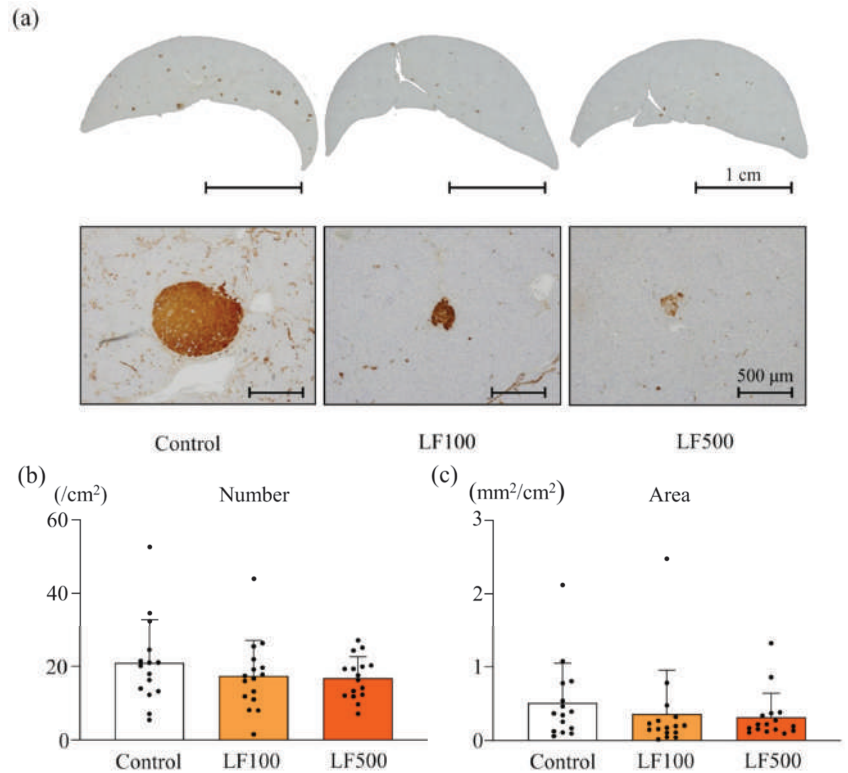 (a)
1 cm
500 μm
Control LF100 LF500
(b)
(/cm²) Number
60
40
20
0
Control LF100 LF500
(c)
(mm²/cm²) Area
3
2
1
0
Control LF100 LF500